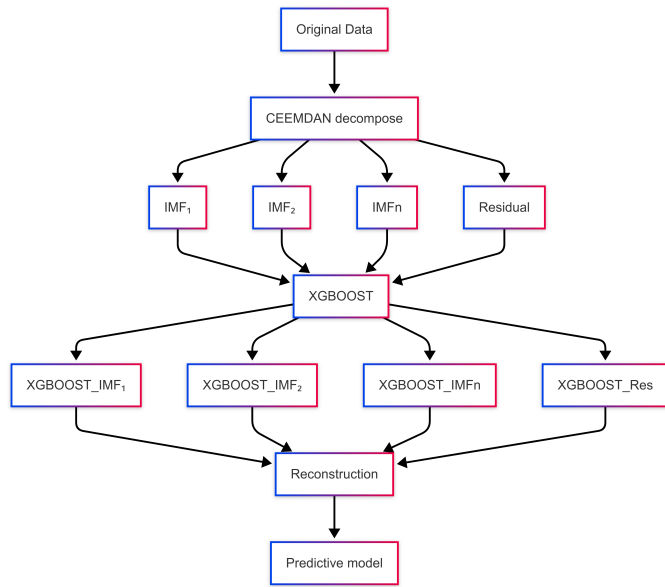 Original Data
CEEMDAN decompose
IMF₁
IMF₂
IMFn
Residual
XGBOOST
XGBOOST_IMF₁
XGBOOST_IMF₂
XGBOOST_IMFn
XGBOOST_Res
Reconstruction
Predictive model